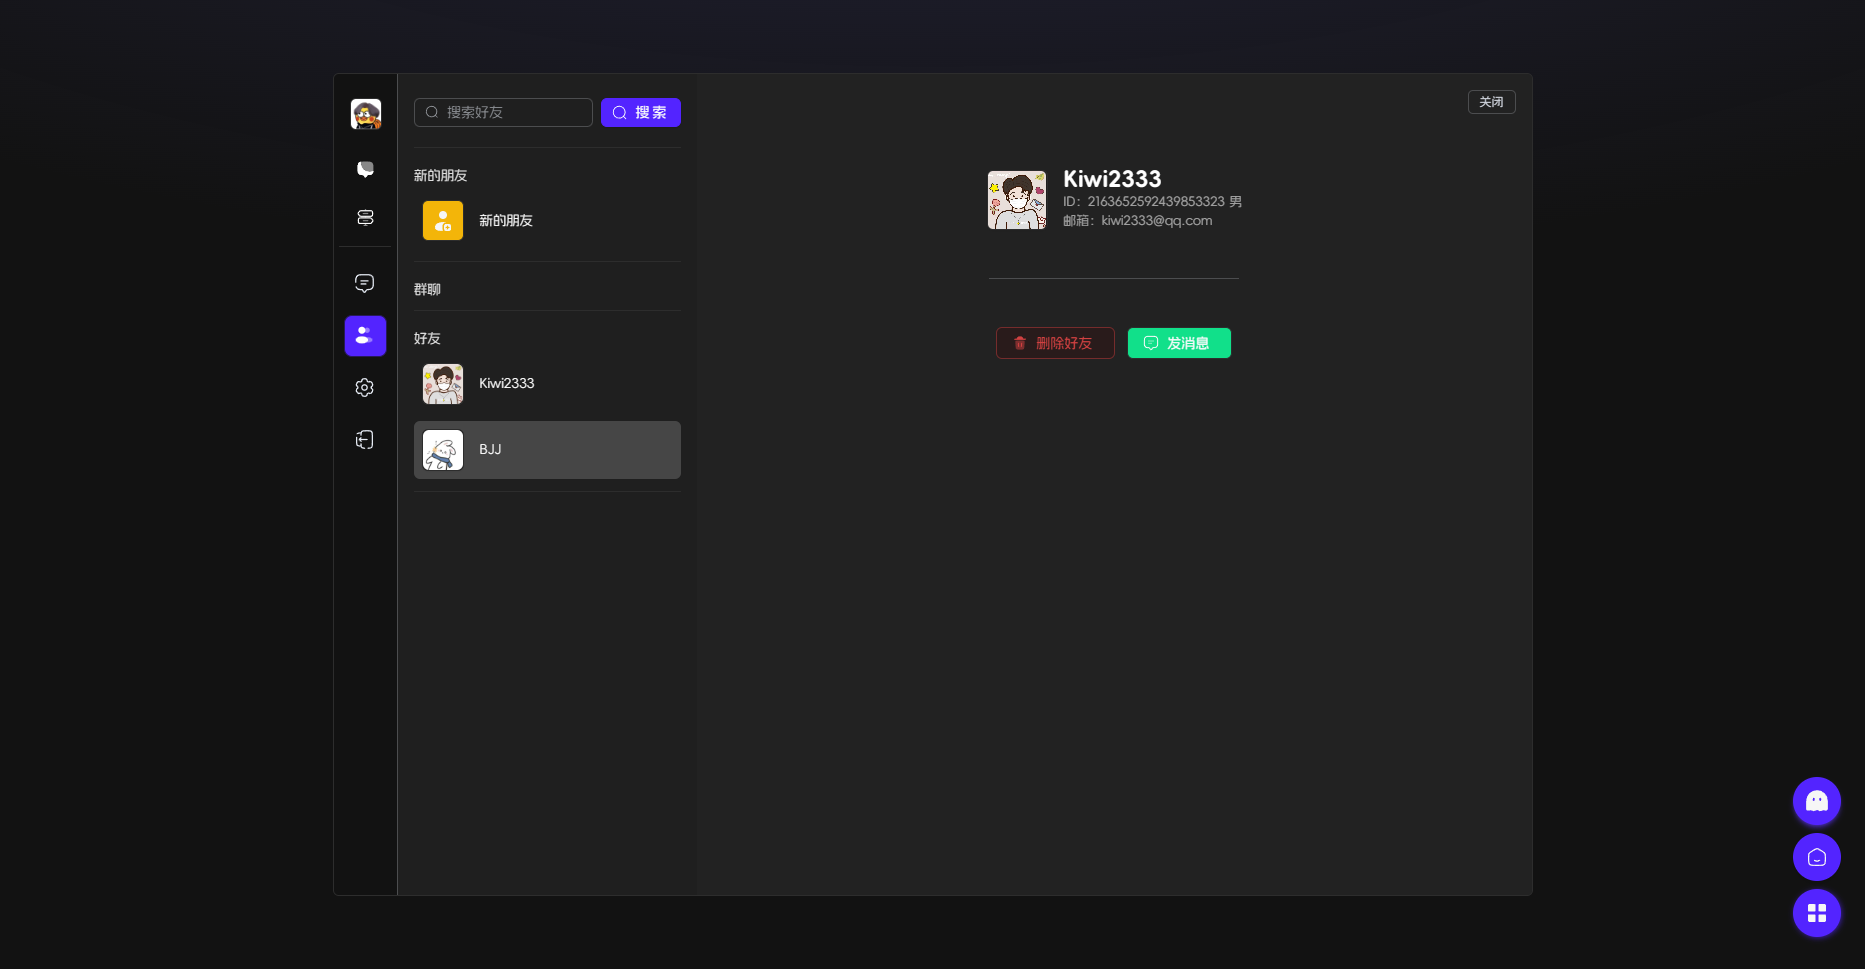 搜索好友
搜索
新的朋友
新的朋友
群聊
好友
Kiwi2333
BJJ
关闭
Kiwi2333
ID：2163652592439853323 男
邮箱：kiwi2333@qq.com
删除好友
发消息